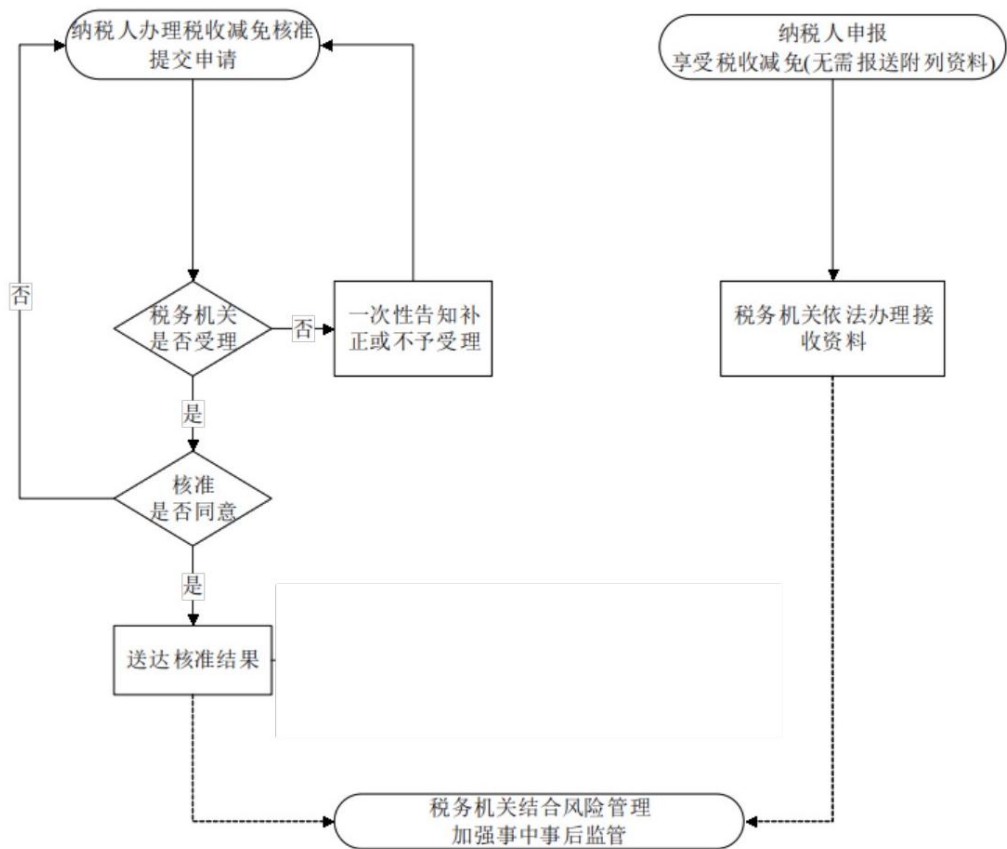 纳税人办理税收减免核准
提交申请
纳税人申报
享受税收减免(无需报送附列资料)
否
税务机关
是否受理
否
一次性告知补
正或不予受理
税务机关依法办理接
收资料
是
核准
是否同意
是
送达核准结果
税务机关结合风险管理
加强事中事后监管